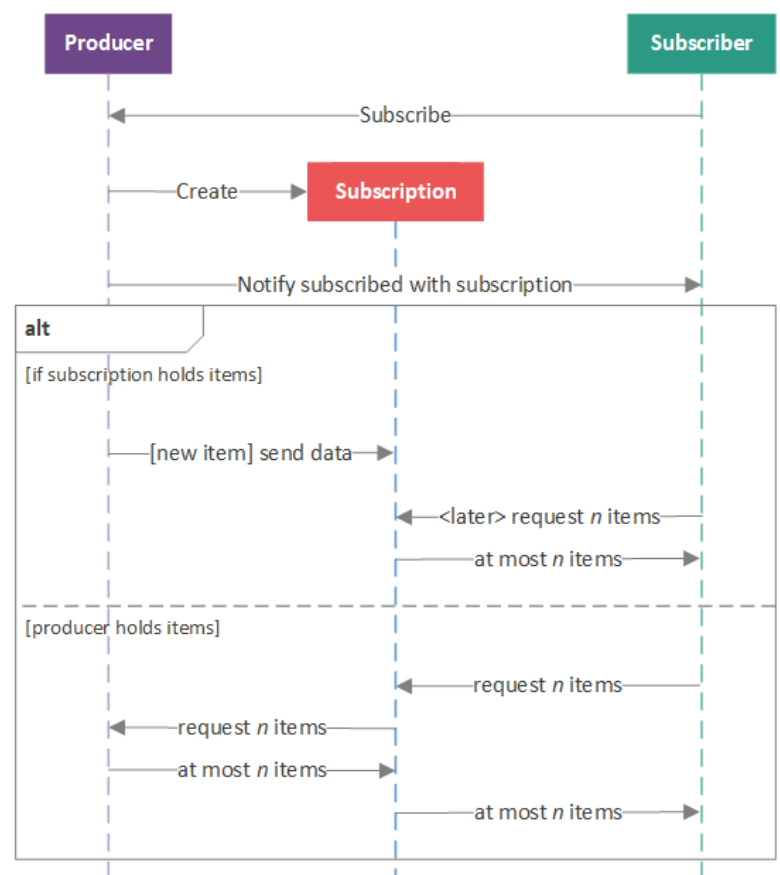 Producer
Subscriber
Subscribe
Create
Subscription
Notify subscribed with subscription
alt
[if subscription holds items]
[new item] send data
<later> request n items
at most n items
[producer holds items]
request n items
request n items
at most n items
at most n items